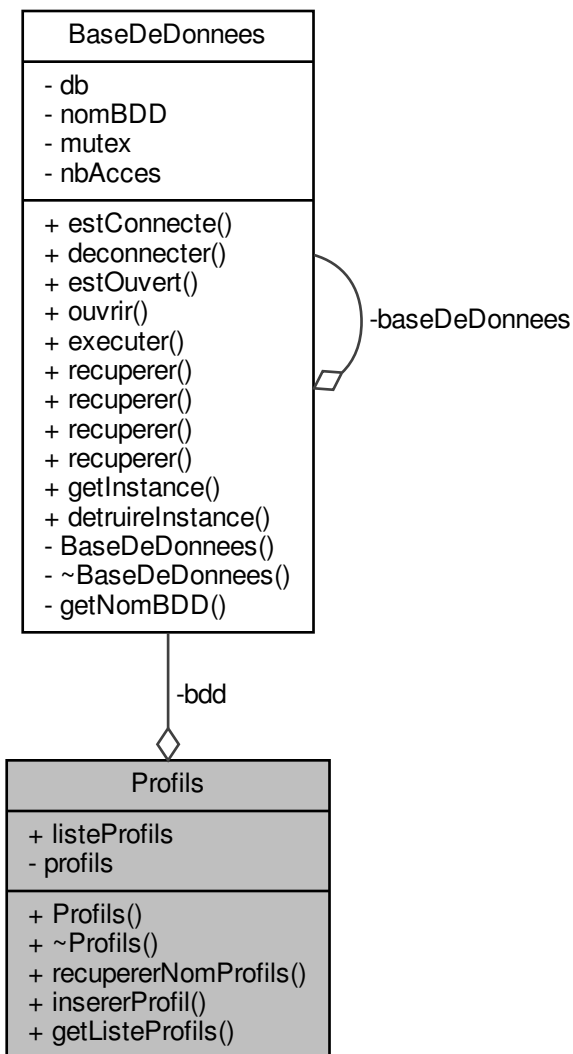 BaseDeDonnees
- db
- nomBDD
- mutex
- nbAcces
+ estConnecte()
+ deconnecter()
+ estOuvert()
+ ouvrir()
+ executer()
+ recuperer()
+ recuperer()
+ recuperer()
+ recuperer()
+ getInstance()
+ detruireInstance()
- BaseDeDonnees()
- ~BaseDeDonnees()
- getNomBDD()
-baseDeDonnees
-bdd
Profils
+ listeProfils
- profils
+ Profils()
+ ~Profils()
+ recupererNomProfils()
+ insererProfil()
+ getListeProfils()